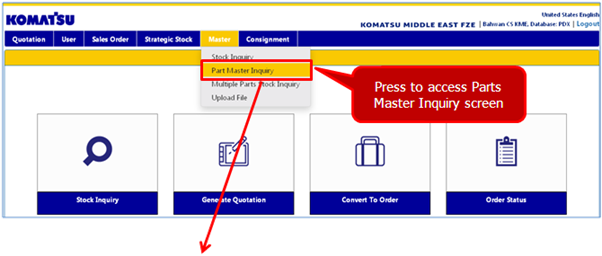 KOMATSU
United States English
KOMATSU MIDDLE EAST FZE | Bahwan CS KME, Database: PDX | Logout
Quotation User Sales Order Strategic Stock Master Consignment
Stock Inquiry
Part Master Inquiry
Multiple Parts Stock Inquiry
Upload File
Press to access Parts
Master Inquiry screen
Stock Inquiry Generate Quotation Convert To Order Order Status